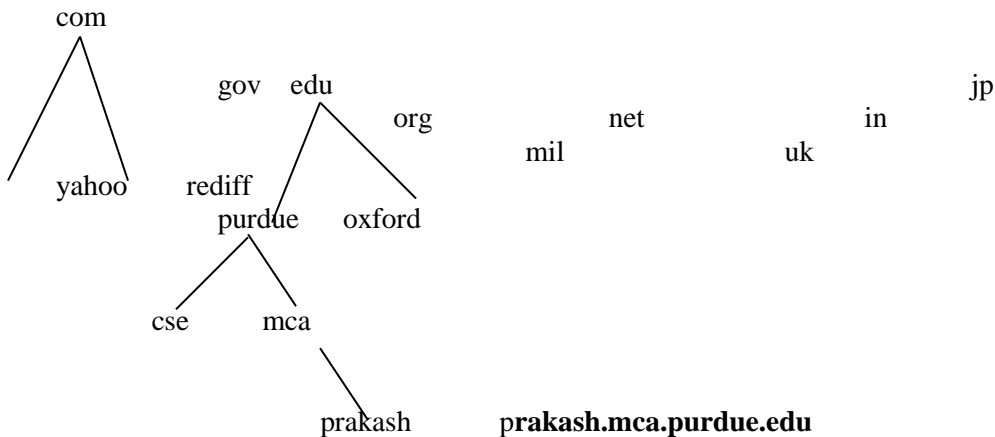 com
gov edu jp
org net in
mil uk
yahoo rediff
purdue oxford
cse mca
prakash prakash.mca.purdue.edu